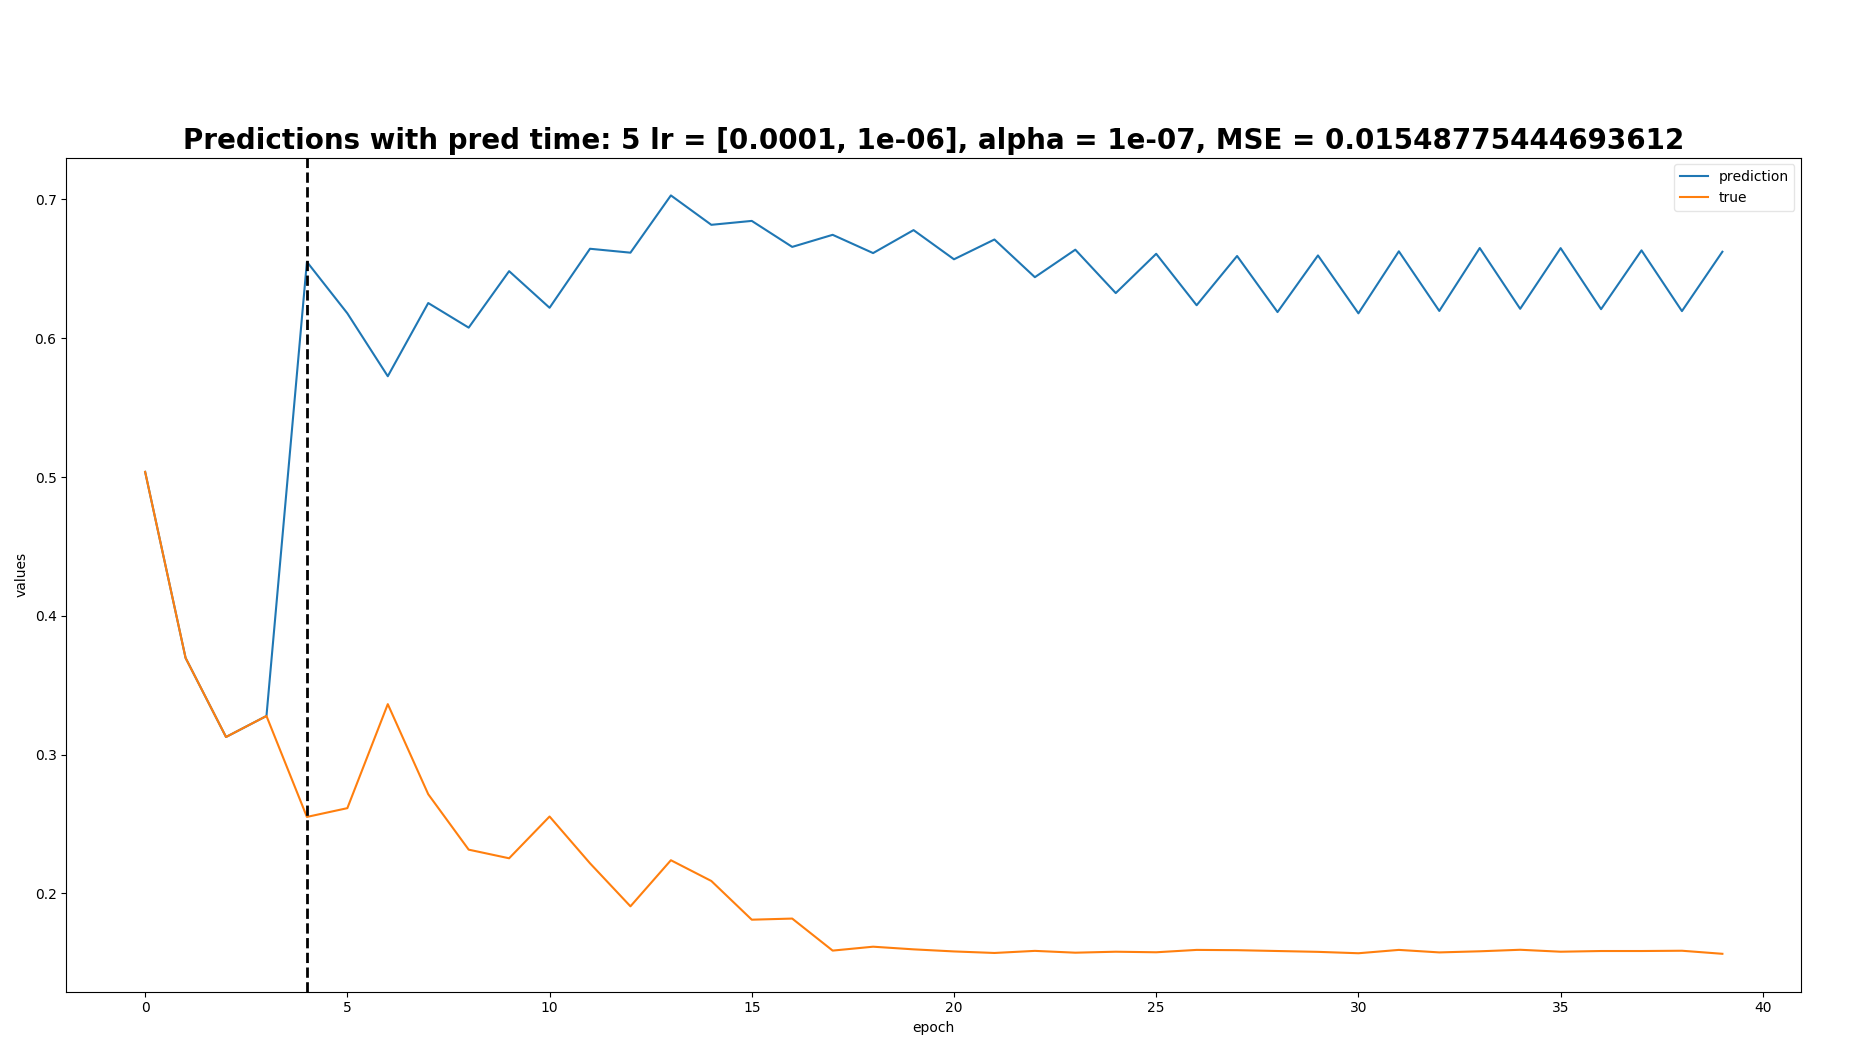 Predictions with pred time: 5 lr = [0.0001, 1e-06], alpha = 1e-07, MSE = 0.01548775444693612
prediction
true
0.7
0.6
0.5
0.4
0.3
0.2
values
0 5 10 15 20 25 30 35 40
epoch